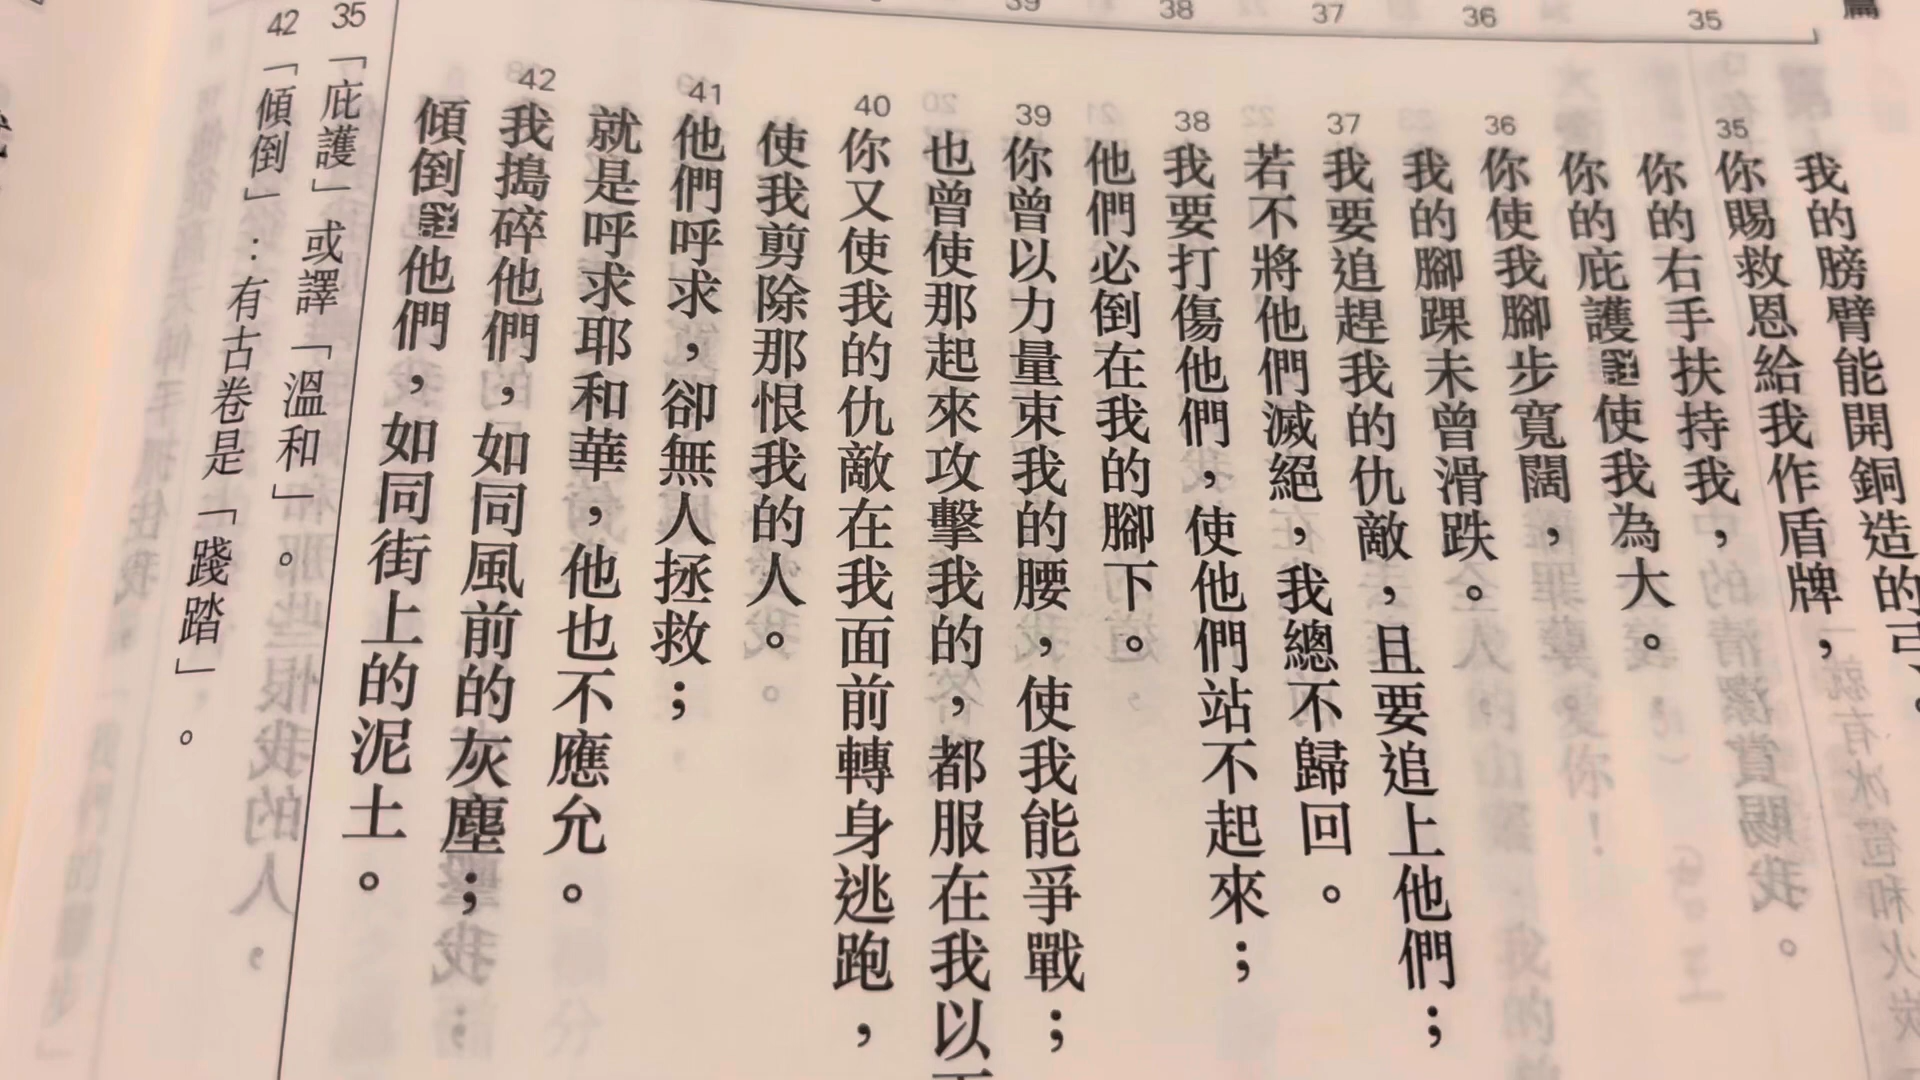 篇
35
36
37
38
39
我的膀臂能開銅造的弓。
35
你賜救恩給我作盾牌，
你的右手扶持我，
你的庇護使我為大。
36
你使我腳步寬闊，
我的腳踝未曾滑跌。
37
我要追趕我的仇敵，且要追上他們；
若不將他們滅絕，我總不歸回。
38
我要打傷他們，使他們站不起來；
他們必倒在我的腳下。
39
你曾以力量束我的腰，使我能爭戰；
也曾使那起來攻擊我的，都服在我以
40
你又使我的仇敵在我面前轉身逃跑，
使我剪除那恨我的人。
41
他們呼求，卻無人拯救；
就是呼求耶和華，他也不應允。
42
我搗碎他們，如同風前的灰塵；
傾倒他們，如同街上的泥土。
35 「庇護」或譯「溫和」。
42 「傾倒」：有古卷是「踐踏」。